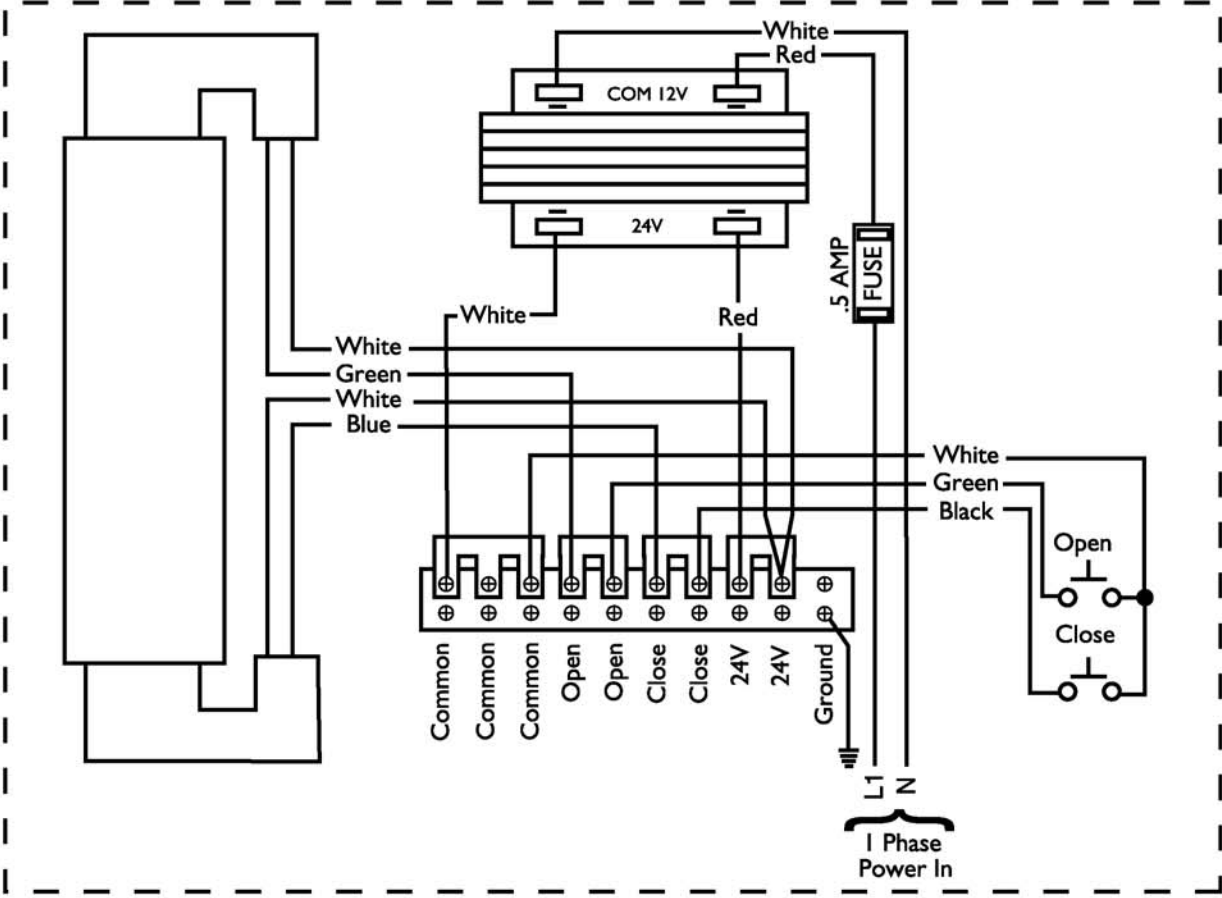 White
Red
COM 12V
24V
.5 AMP
FUSE
White
Red
White
Green
White
Blue
White
Green
Black
Open
Close
Common
Common
Common
Open
Open
Close
Close
24V
24V
Ground
L1
N
1 Phase
Power In